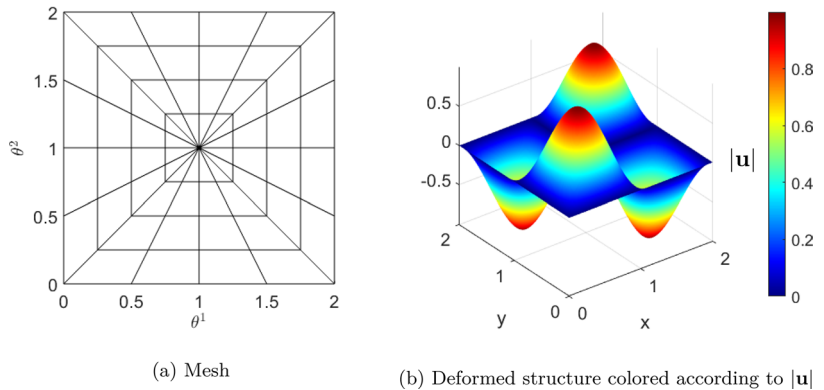 2
1.5
1
0.5
0
θ²
0 0.5 1 1.5 2
θ¹
(a) Mesh
0.5
0
-0.5
2
1
0
y
0
1
2
x
|u|
0.8
0.6
0.4
0.2
0
(b) Deformed structure colored according to |u|